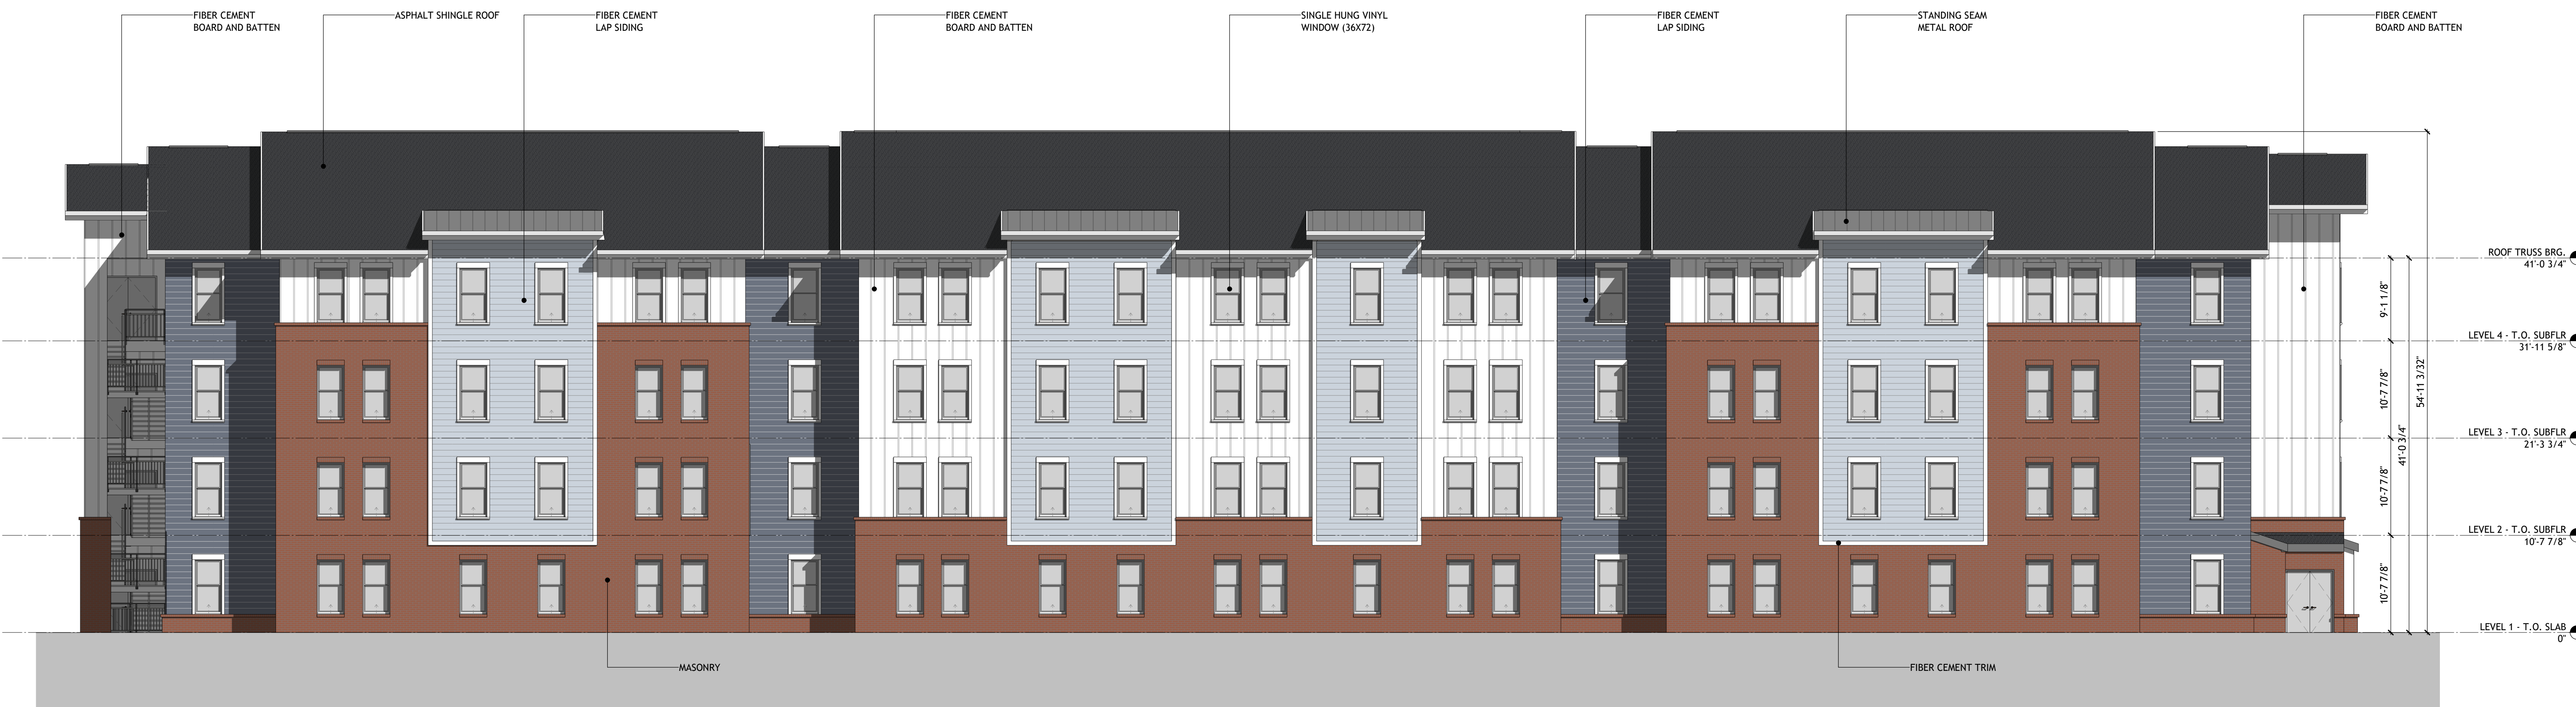 FIBER CEMENT
BOARD AND BATTEN
ASPHALT SHINGLE ROOF
FIBER CEMENT
LAP SIDING
FIBER CEMENT
BOARD AND BATTEN
SINGLE HUNG VINYL
WINDOW (36X72)
FIBER CEMENT
LAP SIDING
STANDING SEAM
METAL ROOF
FIBER CEMENT
BOARD AND BATTEN
ROOF TRUSS BRG.
41'-0 3/4"
9'-1 1/8"
LEVEL 4 - T.O. SUBFLR
31'-11 5/8"
10'-7 7/8"
54'-11 3/32"
LEVEL 3 - T.O. SUBFLR
21'-3 3/4"
41'-0 3/4"
10'-7 7/8"
LEVEL 2 - T.O. SUBFLR
10'-7 7/8"
10'-7 7/8"
LEVEL 1 - T.O. SLAB
0"
MASONRY
FIBER CEMENT TRIM